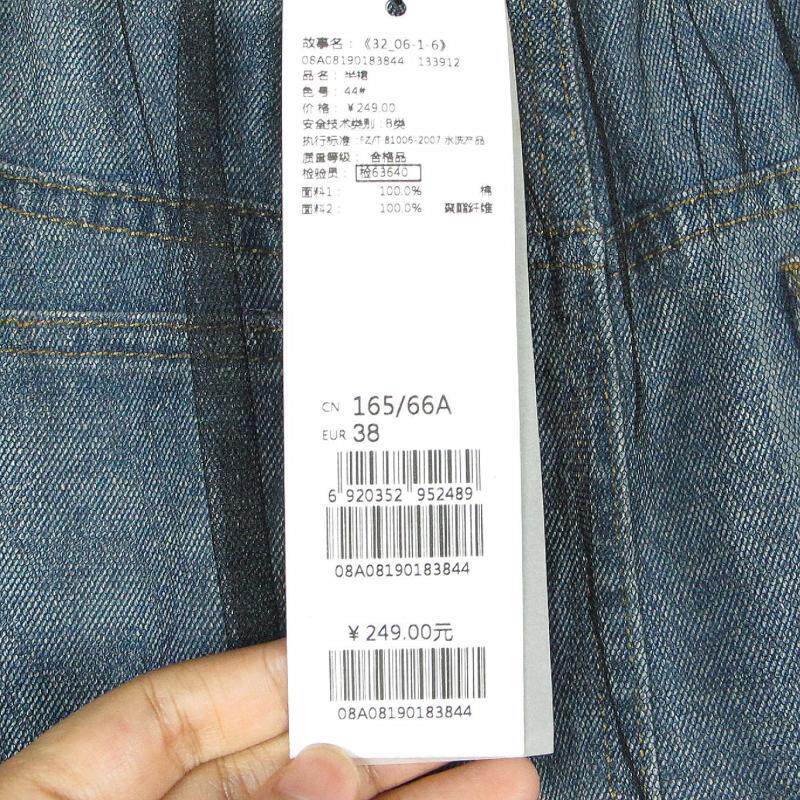 故事名：《32_06-1-6》
08A08190183844 133912
品名：半裙
色号：44#
价格：￥249.00
安全技术类别：B类
执行标准：FZ/T 81006-2007 水洗产品
质量等级：合格品
检验员：检63640
面料1： 100.0% 棉
面料2： 100.0% 聚酯纤维
CN 165/66A
EUR 38
6 920352 952489
08A08190183844
￥249.00元
08A08190183844